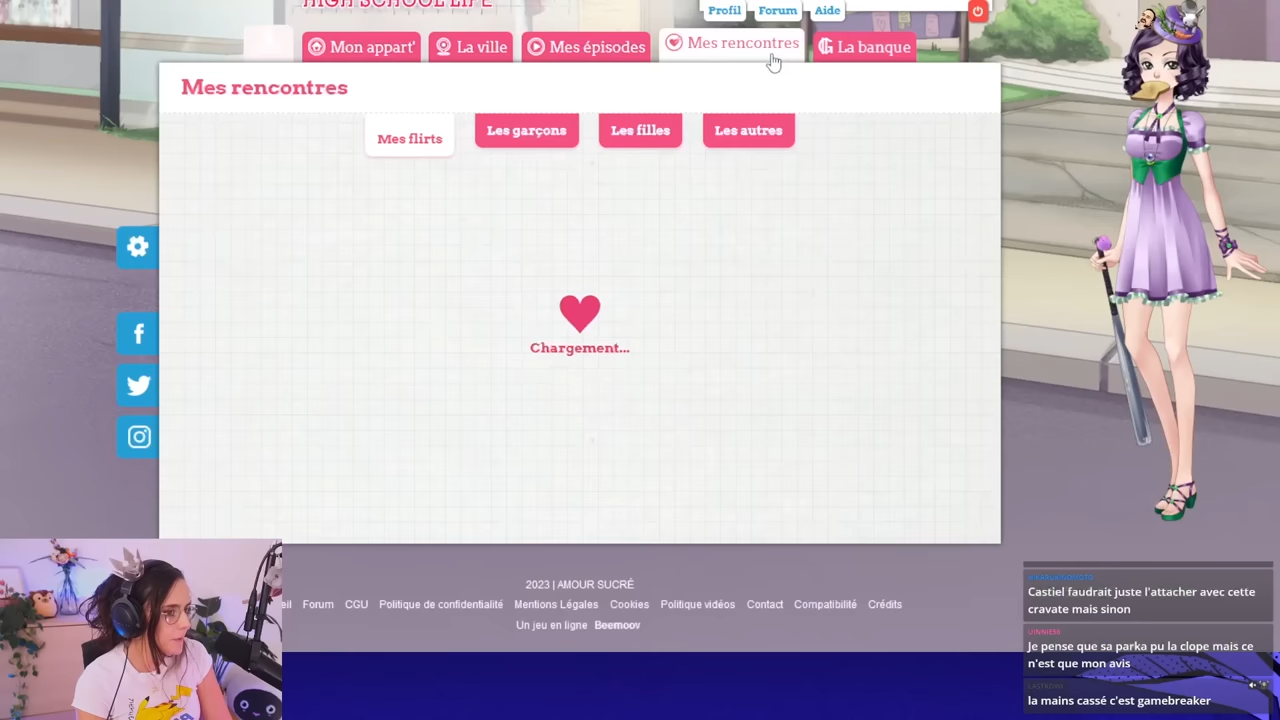 HIGH SCHOOL LIFE
Profil
Forum
Aide
Mon appart'
La ville
Mes épisodes
Mes rencontres
La banque
Mes rencontres
Mes flirts
Les garçons
Les filles
Les autres
Chargement...
2023 | AMOUR SUCRÉ
Forum
CGU
Politique de confidentialité
Mentions Légales
Cookies
Politique vidéos
Contact
Compatibilité
Crédits
Un jeu en ligne Beemoov
Castiel faudrait juste l'attacher avec cette
cravate mais sinon
Je pense que sa parka pu la clope mais ce
n'est que mon avis
la mains cassé c'est gamebreaker